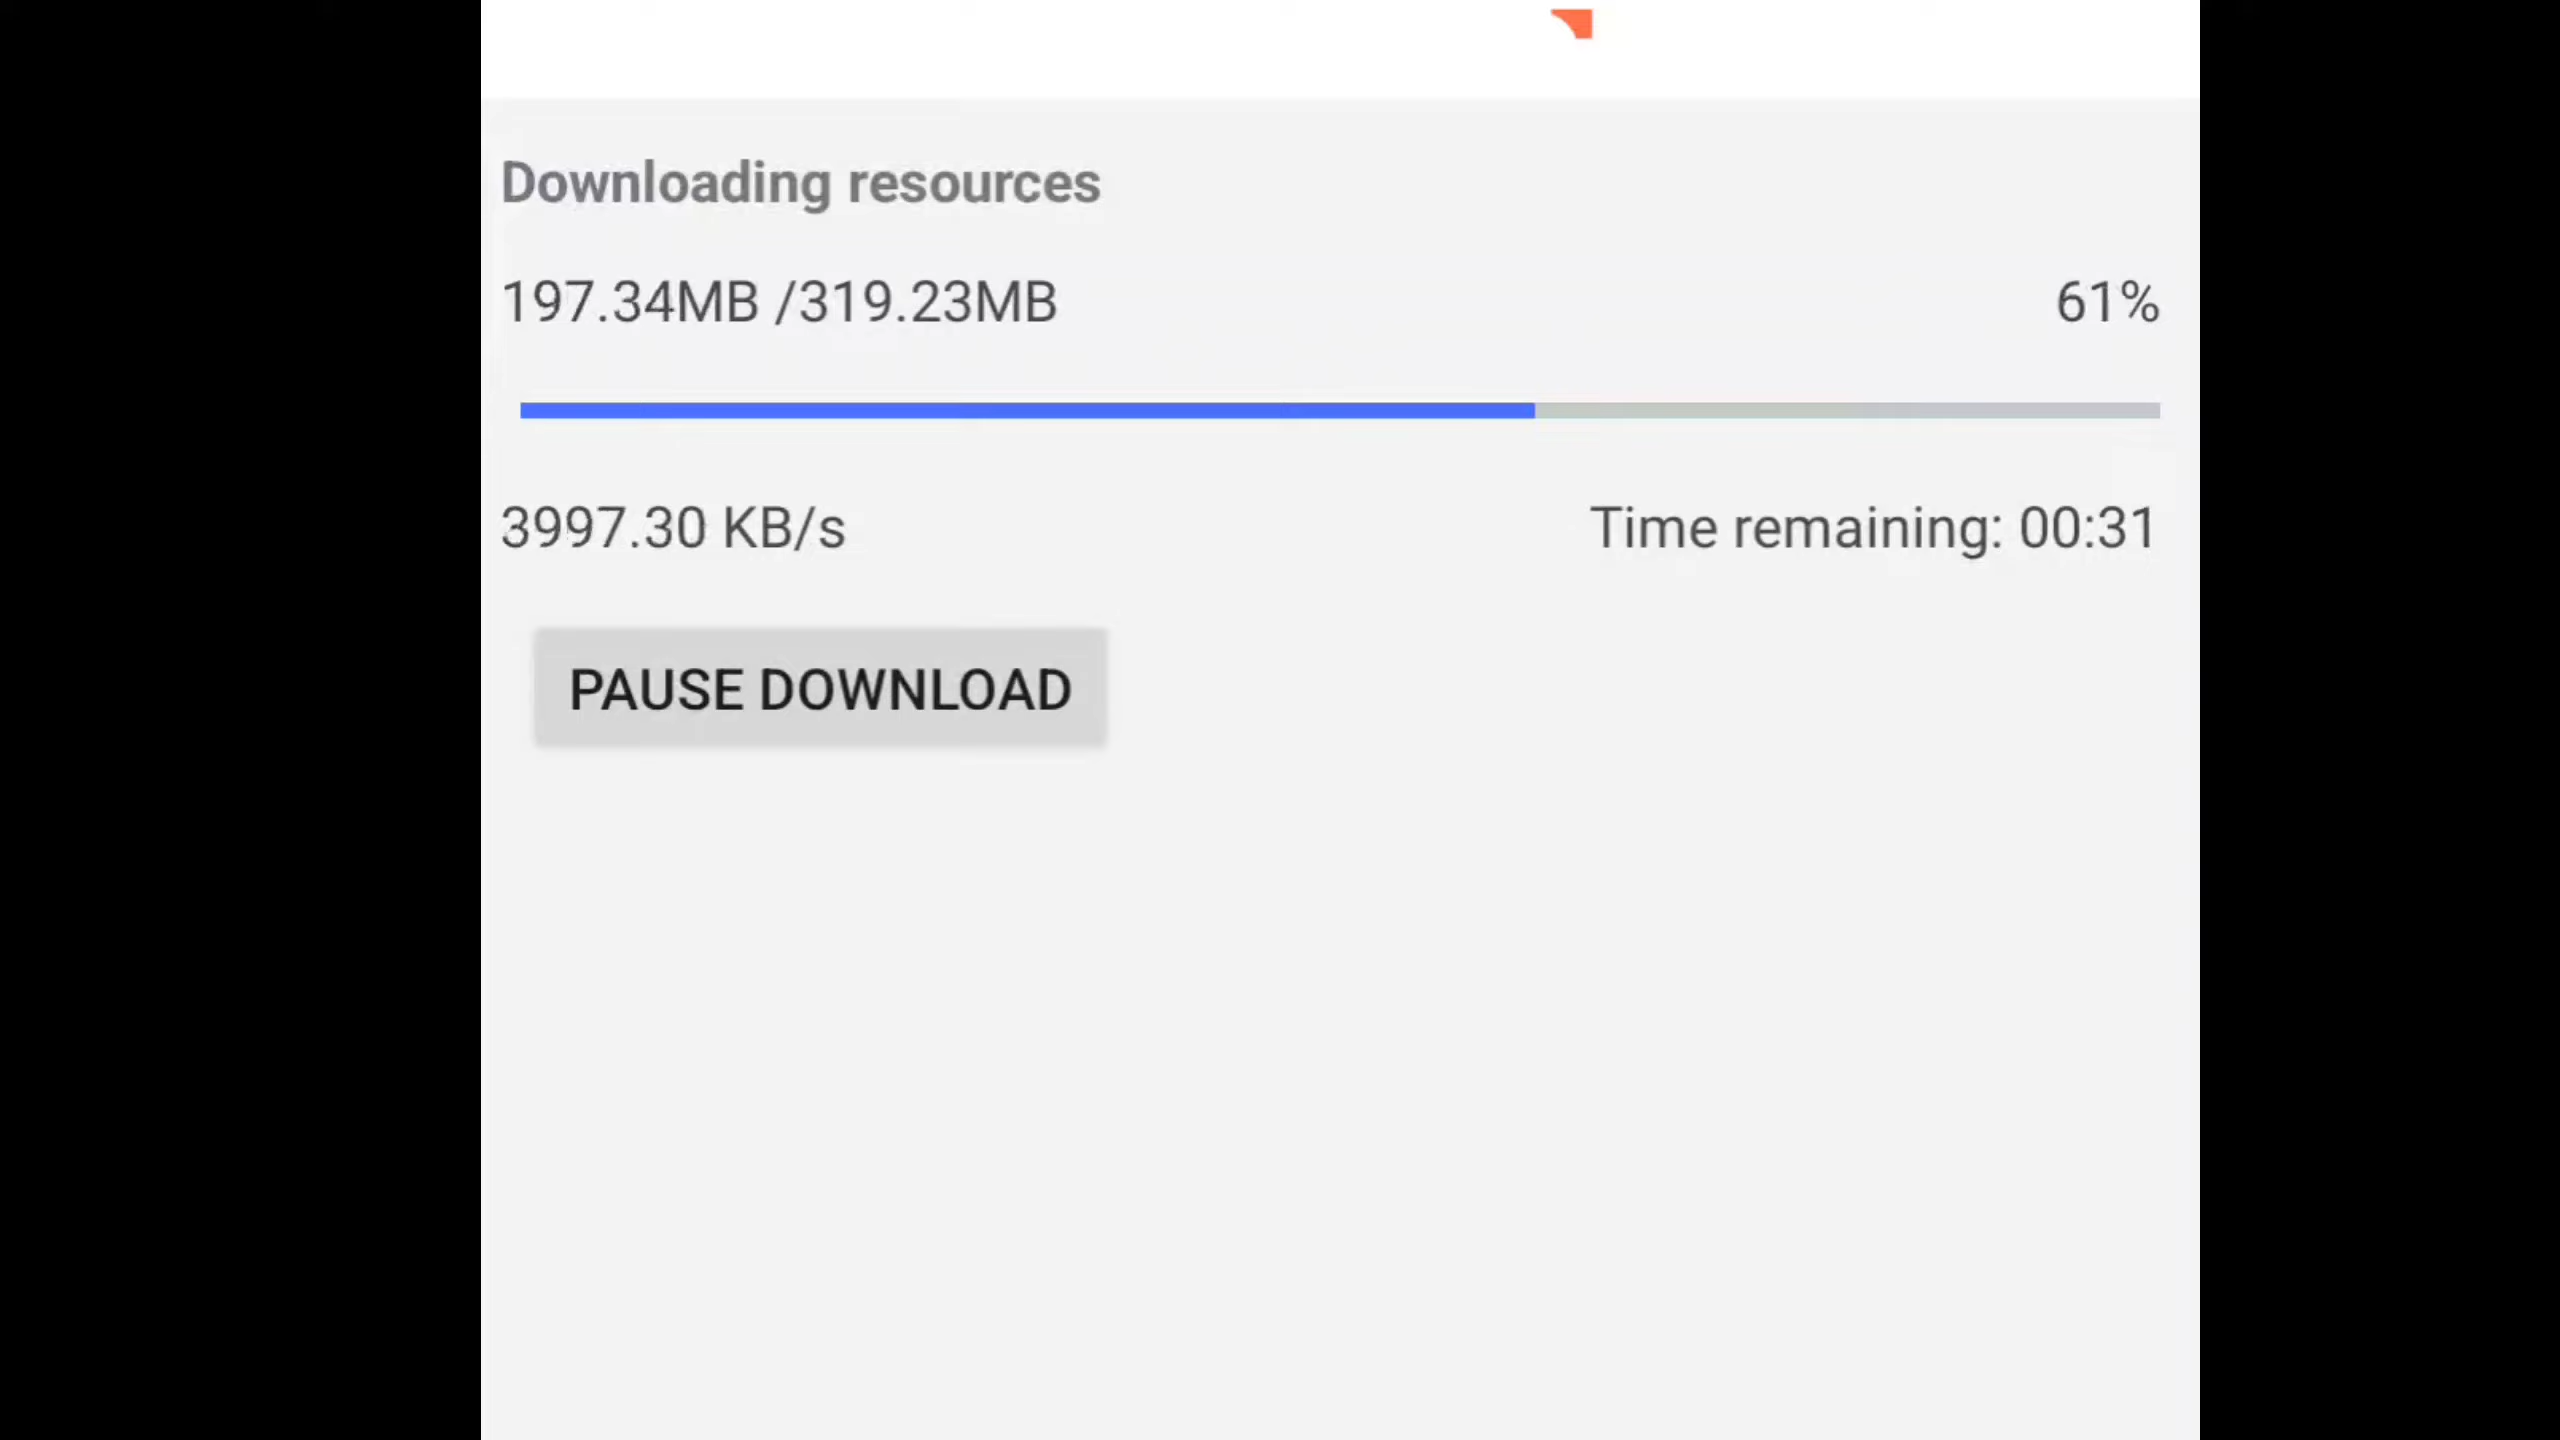 Downloading resources
197.34MB /319.23MB 61%
3997.30 KB/s Time remaining: 00:31
PAUSE DOWNLOAD